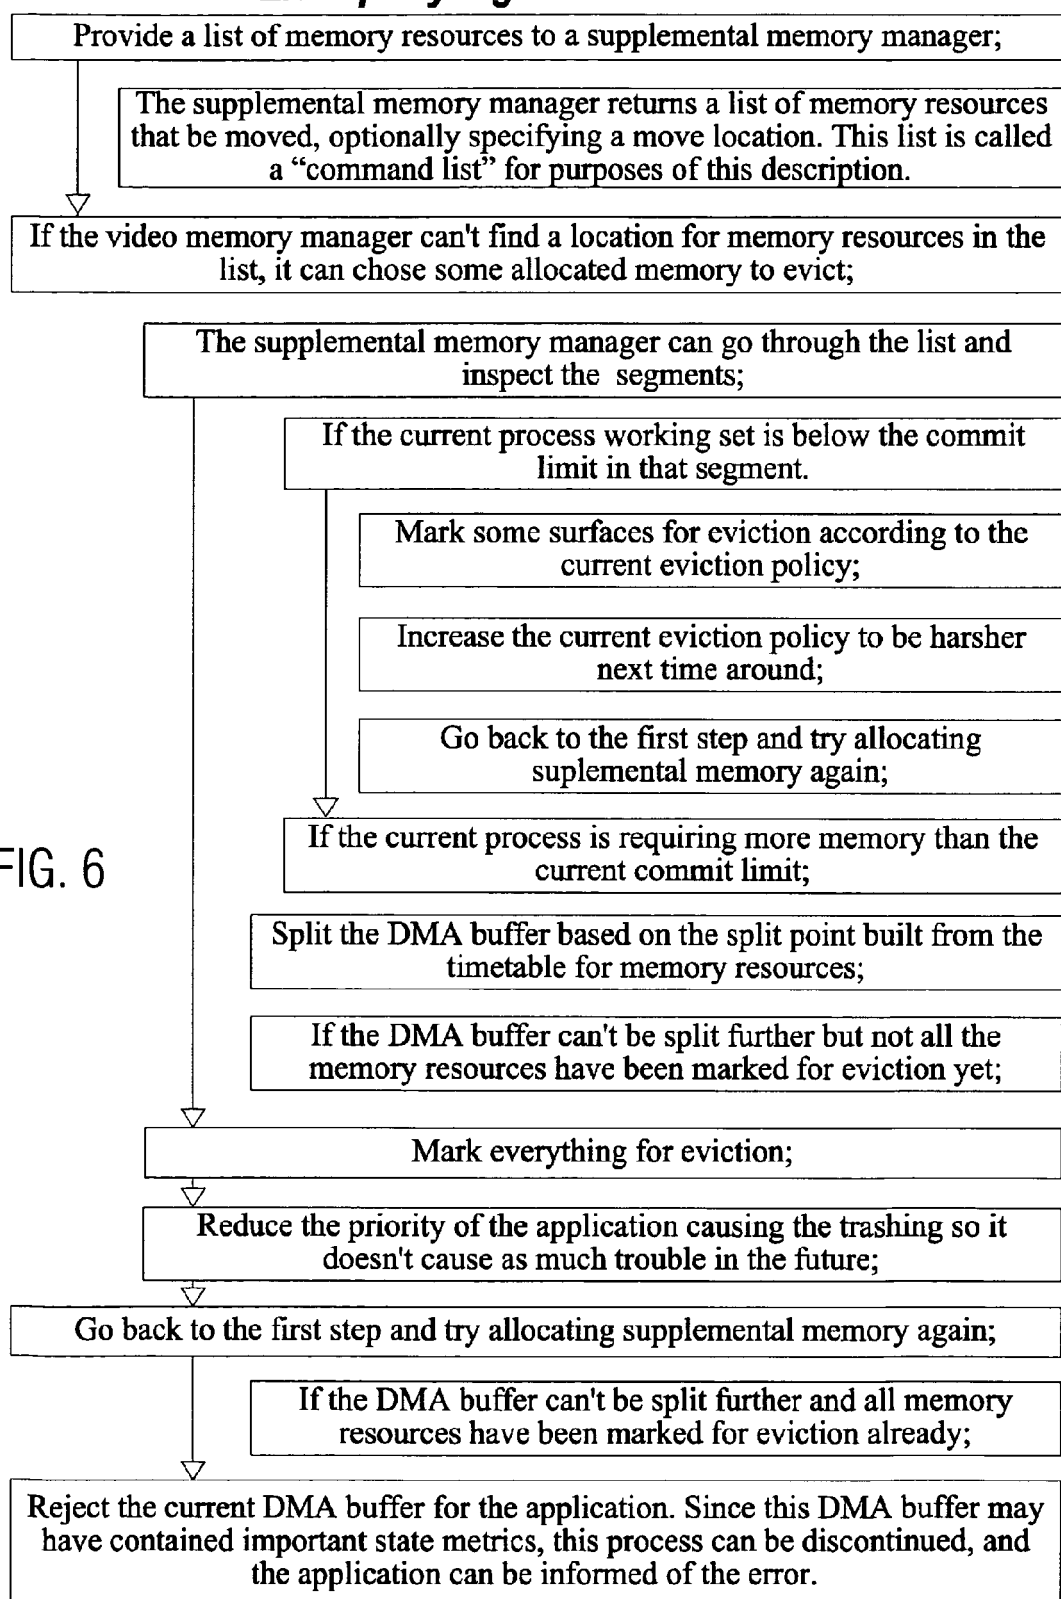 Provide a list of memory resources to a supplemental memory manager;
The supplemental memory manager returns a list of memory resources
that be moved, optionally specifying a move location. This list is called
a “command list” for purposes of this description.
If the video memory manager can't find a location for memory resources in the
list, it can chose some allocated memory to evict;
The supplemental memory manager can go through the list and
inspect the segments;
If the current process working set is below the commit
limit in that segment.
Mark some surfaces for eviction according to the
current eviction policy;
Increase the current eviction policy to be harsher
next time around;
Go back to the first step and try allocating
suplemental memory again;
If the current process is requiring more memory than the
current commit limit;
FIG. 6
Split the DMA buffer based on the split point built from the
timetable for memory resources;
If the DMA buffer can't be split further but not all the
memory resources have been marked for eviction yet;
Mark everything for eviction;
Reduce the priority of the application causing the trashing so it
doesn't cause as much trouble in the future;
Go back to the first step and try allocating supplemental memory again;
If the DMA buffer can't be split further and all memory
resources have been marked for eviction already;
Reject the current DMA buffer for the application. Since this DMA buffer may
have contained important state metrics, this process can be discontinued, and
the application can be informed of the error.